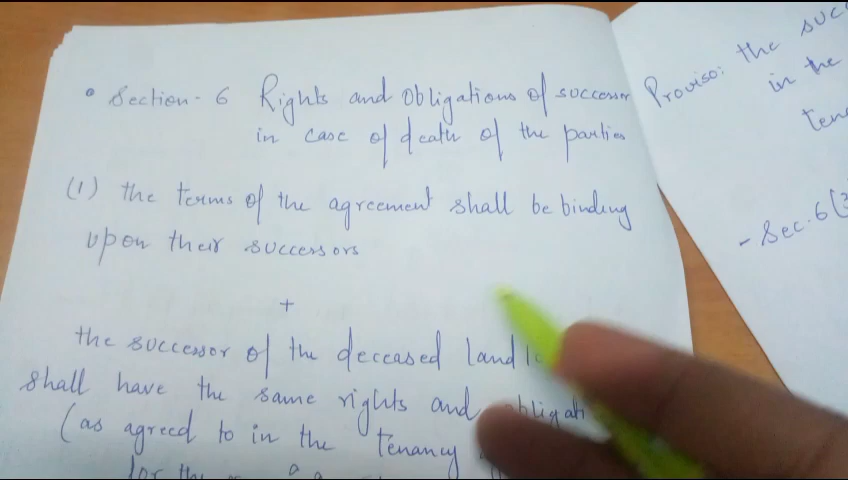 • Section - 6 Rights and Obligations of successor
in case of death of the parties
(1) the terms of the agreement shall be binding
upon their successors
+
the successor of the deceased
shall have the same rights and
(as agreed to in the tenancy
for the
Proviso: the
in the
- Sec. 6